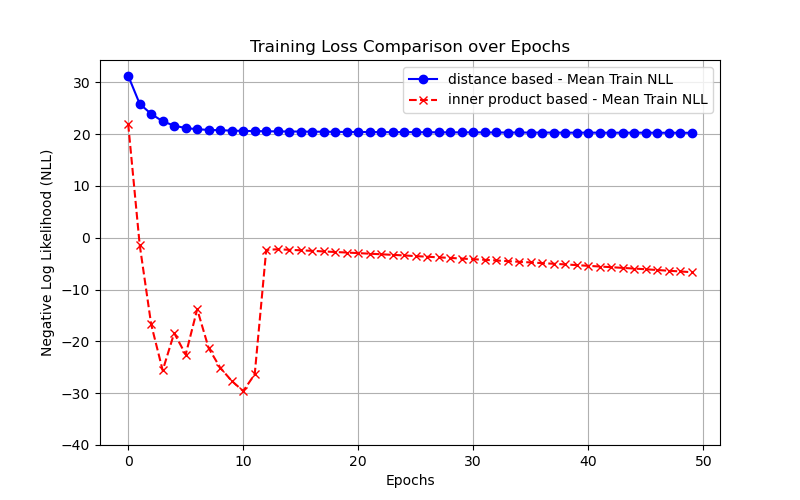 Training Loss Comparison over Epochs
distance based - Mean Train NLL
inner product based - Mean Train NLL
Negative Log Likelihood (NLL)
30
20
10
0
−10
−20
−30
−40
0 10 20 30 40 50
Epochs